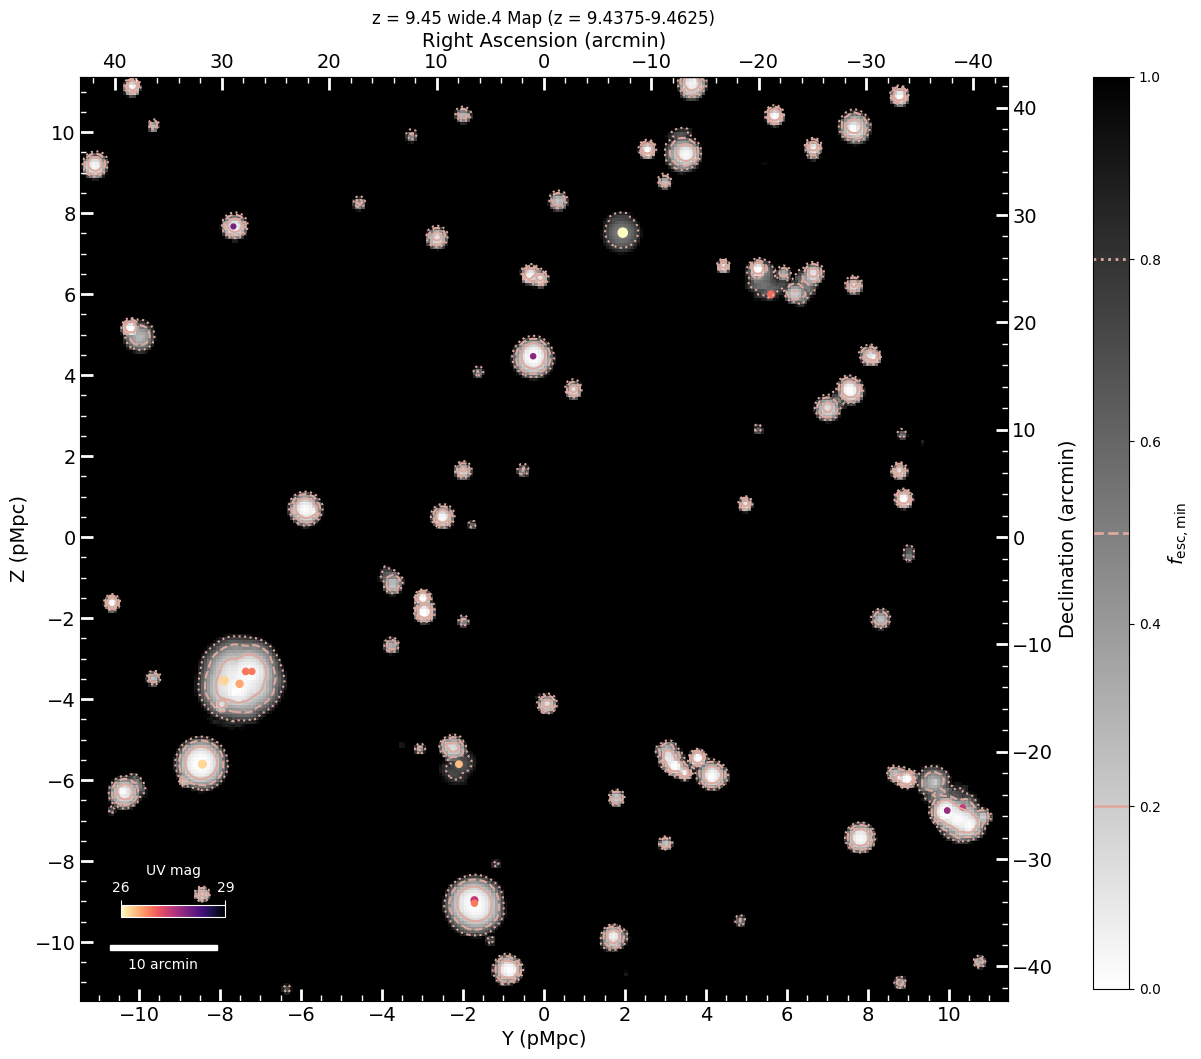 z = 9.45 wide.4 Map (z = 9.4375-9.4625)
Right Ascension (arcmin)
40 30 20 10 0 −10 −20 −30 −40
10
8
6
4
2
0
−2
−4
−6
−8
−10
Z (pMpc)
40
30
20
10
0
−10
−20
−30
−40
Declination (arcmin)
1.0
0.8
0.6
0.4
0.2
0.0
f_esc,min
UV mag
26 29
10 arcmin
−10 −8 −6 −4 −2 0 2 4 6 8 10
Y (pMpc)